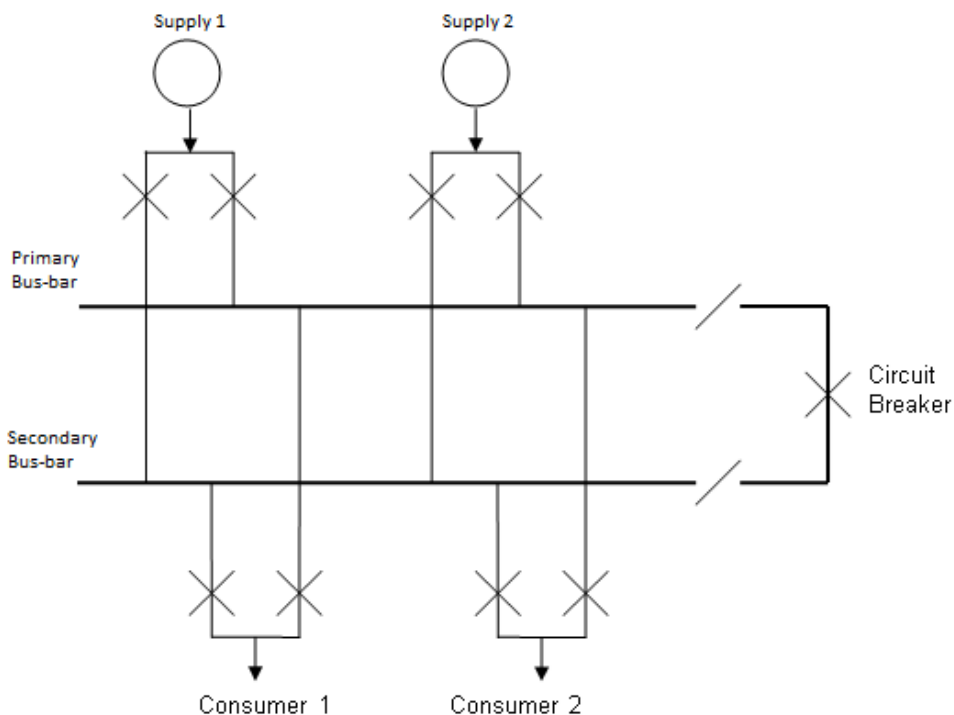 Supply 1
Supply 2
Primary
Bus-bar
Circuit
Breaker
Secondary
Bus-bar
Consumer 1
Consumer 2